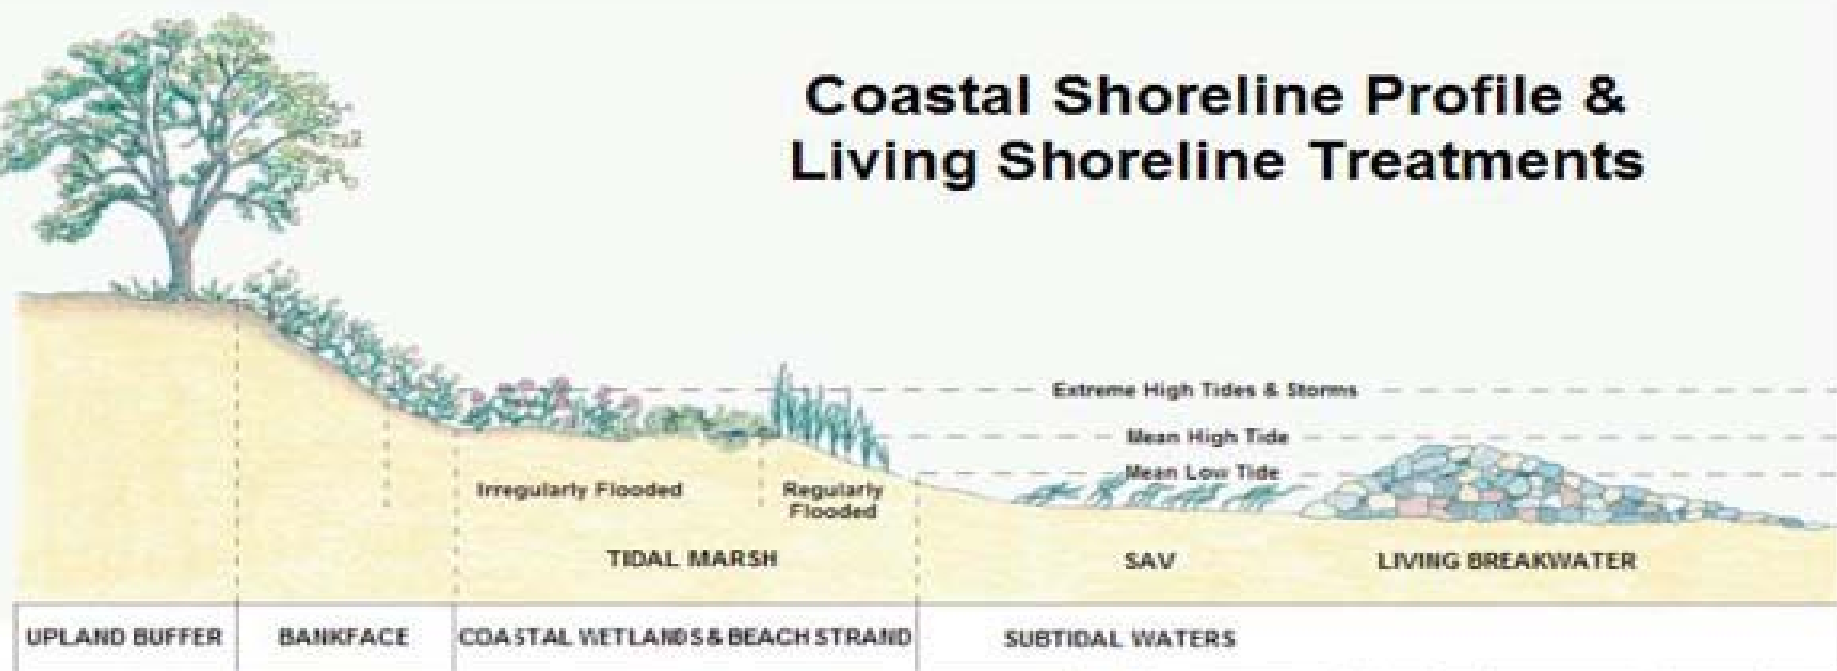 Coastal Shoreline Profile &
Living Shoreline Treatments
Extreme High Tides & Storms
Mean High Tide
Mean Low Tide
Irregularly Flooded
Regularly
Flooded
TIDAL MARSH
SAV
LIVING BREAKWATER
UPLAND BUFFER
BANKFACE
COASTAL WETLANDS & BEACH STRAND
SUBTIDAL WATERS